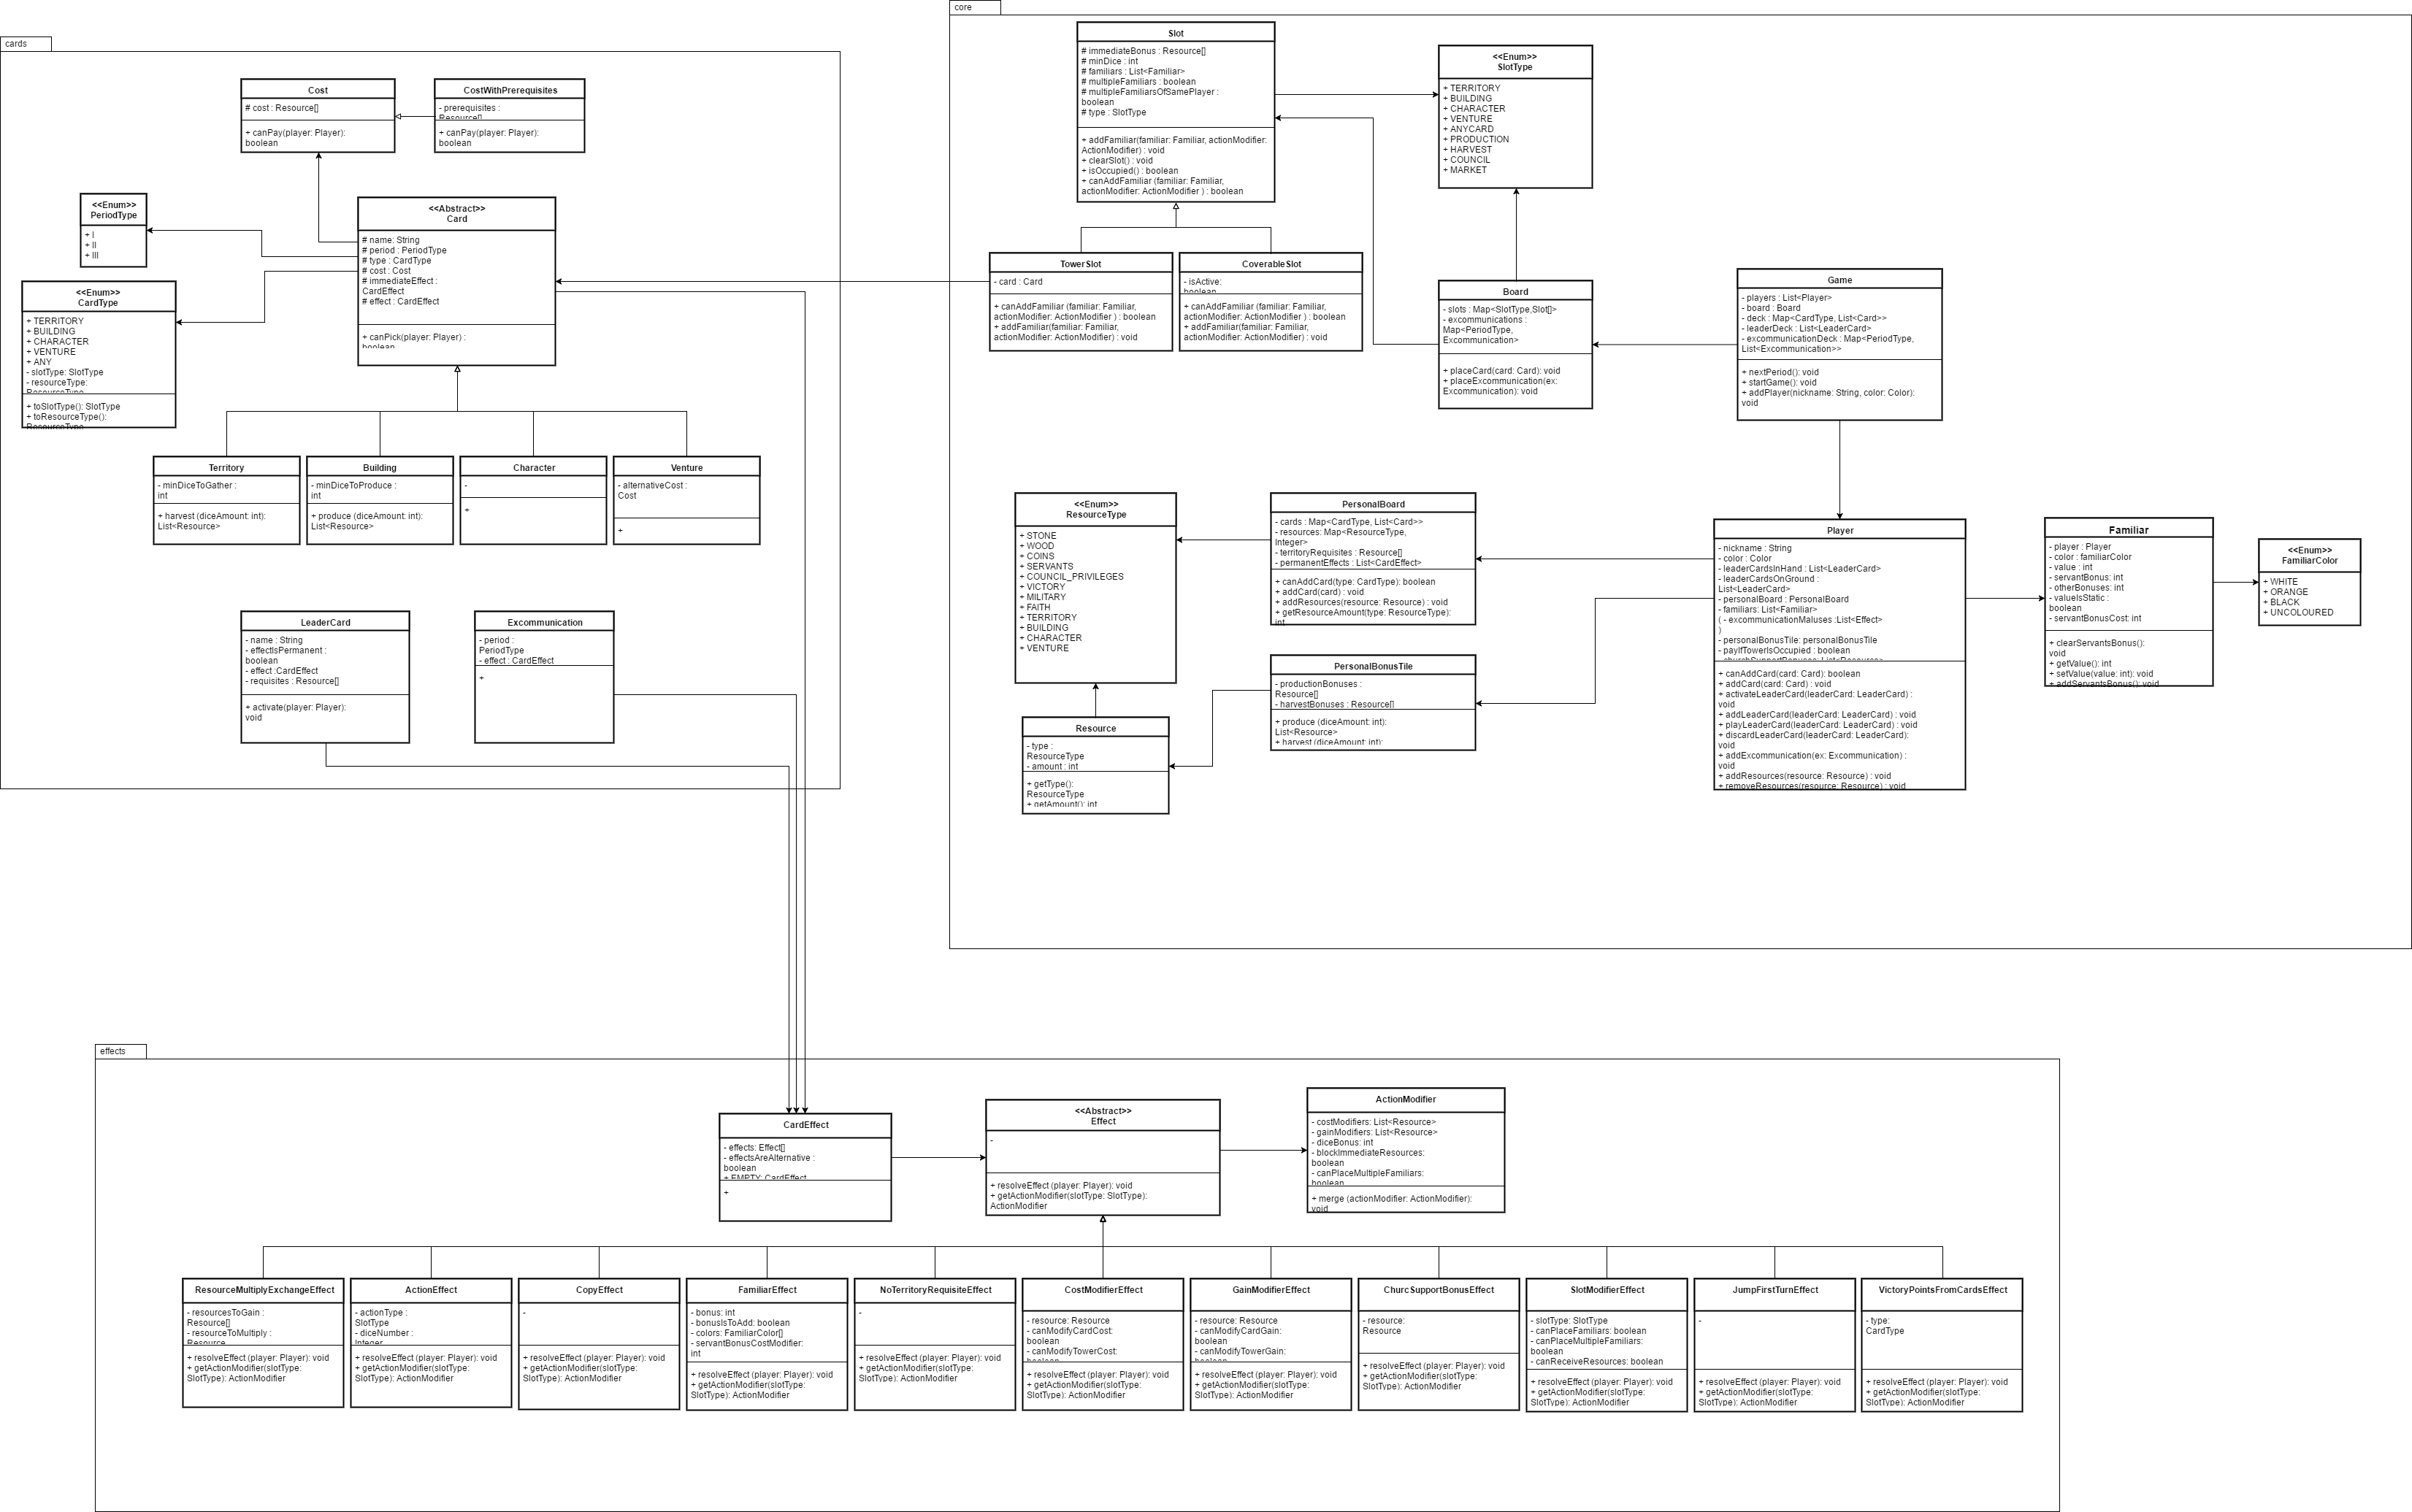 cards
Cost
# cost : Resource[]
+ canPay(player: Player):
boolean
CostWithPrerequisites
- prerequisites :
Resource[]
+ canPay(player: Player):
boolean
<<Enum>>
PeriodType
+ I
+ II
+ III
<<Abstract>>
Card
# name: String
# period : PeriodType
# type : CardType
# cost : Cost
# immediateEffect :
CardEffect
# effect : CardEffect
+ canPick(player: Player) :
boolean
<<Enum>>
CardType
+ TERRITORY
+ BUILDING
+ CHARACTER
+ VENTURE
+ ANY
- slotType: SlotType
- resourceType:
ResourceType
+ toSlotType(): SlotType
+ toResourceType():
ResourceType
Territory
- minDiceToGather :
int
+ harvest (diceAmount: int):
List<Resource>
Building
- minDiceToProduce :
int
+ produce (diceAmount: int):
List<Resource>
Character
-
+
Venture
- alternativeCost :
Cost
+
LeaderCard
- name : String
- effectIsPermanent :
boolean
- effect :CardEffect
- requisites : Resource[]
+ activate(player: Player):
void
Excommunication
- period :
PeriodType
- effect : CardEffect
+
core
Slot
# immediateBonus : Resource[]
# minDice : int
# familiars : List<Familiar>
# multipleFamiliars : boolean
# multipleFamiliarsOfSamePlayer :
boolean
# type : SlotType
+ addFamiliar(familiar: Familiar, actionModifier:
ActionModifier) : void
+ clearSlot() : void
+ isOccupied() : boolean
+ canAddFamiliar (familiar: Familiar,
actionModifier: ActionModifier ) : boolean
<<Enum>>
SlotType
+ TERRITORY
+ BUILDING
+ CHARACTER
+ VENTURE
+ ANYCARD
+ PRODUCTION
+ HARVEST
+ COUNCIL
+ MARKET
TowerSlot
- card : Card
+ canAddFamiliar (familiar: Familiar,
actionModifier: ActionModifier ) : boolean
+ addFamiliar(familiar: Familiar,
actionModifier: ActionModifier) : void
CoverableSlot
- isActive:
boolean
+ canAddFamiliar (familiar: Familiar,
actionModifier: ActionModifier ) : boolean
+ addFamiliar(familiar: Familiar,
actionModifier: ActionModifier) : void
Board
- slots : Map<SlotType,Slot[]>
- excommunications :
Map<PeriodType,
Excommunication>
+ placeCard(card: Card): void
+ placeExcommunication(ex:
Excommunication): void
Game
- players : List<Player>
- board : Board
- deck : Map<CardType, List<Card>>
- leaderDeck : List<LeaderCard>
- excommunicationDeck : Map<PeriodType,
List<Excommunication>>
+ nextPeriod(): void
+ startGame(): void
+ addPlayer(nickname: String, color: Color):
void
<<Enum>>
ResourceType
+ STONE
+ WOOD
+ COINS
+ SERVANTS
+ COUNCIL_PRIVILEGES
+ VICTORY
+ MILITARY
+ FAITH
+ TERRITORY
+ BUILDING
+ CHARACTER
+ VENTURE
PersonalBoard
- cards : Map<CardType, List<Card>>
- resources: Map<ResourceType,
Integer>
- territoryRequisites : Resource[]
- permanentEffects : List<CardEffect>
+ canAddCard(type: CardType): boolean
+ addCard(card) : void
+ addResources(resource: Resource) : void
+ getResourceAmount(type: ResourceType):
int
PersonalBonusTile
- productionBonuses :
Resource[]
- harvestBonuses : Resource[]
+ produce (diceAmount: int):
List<Resource>
+ harvest (diceAmount: int):
Resource
- type :
ResourceType
- amount : int
+ getType():
ResourceType
+ getAmount(): int
Player
- nickname : String
- color : Color
- leaderCardsInHand : List<LeaderCard>
- leaderCardsOnGround :
List<LeaderCard>
- personalBoard : PersonalBoard
- familiars: List<Familiar>
( - excommunicationMaluses :List<Effect>
)
- personalBonusTile: personalBonusTile
- payIfTowerIsOccupied : boolean
- churchSupportBonuses: List<Resource>
+ canAddCard(card: Card): boolean
+ addCard(card: Card) : void
+ activateLeaderCard(leaderCard: LeaderCard) :
void
+ addLeaderCard(leaderCard: LeaderCard) : void
+ playLeaderCard(leaderCard: LeaderCard) : void
+ discardLeaderCard(leaderCard: LeaderCard):
void
+ addExcommunication(ex: Excommunication) :
void
+ addResources(resource: Resource) : void
+ removeResources(resource: Resource) : void
Familiar
- player : Player
- color : familiarColor
- value : int
- servantBonus: int
- otherBonuses: int
- valueIsStatic :
boolean
- servantBonusCost: int
+ clearServantsBonus():
void
+ getValue(): int
+ setValue(value: int): void
+ addServantsBonus(): void
<<Enum>>
FamiliarColor
+ WHITE
+ ORANGE
+ BLACK
+ UNCOLOURED
effects
CardEffect
- effects: Effect[]
- effectsAreAlternative :
boolean
+ EMPTY: CardEffect
+
<<Abstract>>
Effect
-
+ resolveEffect (player: Player): void
+ getActionModifier(slotType: SlotType):
ActionModifier
ActionModifier
- costModifiers: List<Resource>
- gainModifiers: List<Resource>
- diceBonus: int
- blockImmediateResources:
boolean
- canPlaceMultipleFamiliars:
boolean
+ merge (actionModifier: ActionModifier):
void
ResourceMultiplyExchangeEffect
- resourcesToGain :
Resource[]
- resourceToMultiply :
Resource
+ resolveEffect (player: Player): void
+ getActionModifier(slotType:
SlotType): ActionModifier
ActionEffect
- actionType :
SlotType
- diceNumber :
Integer
+ resolveEffect (player: Player): void
+ getActionModifier(slotType:
SlotType): ActionModifier
CopyEffect
-
+ resolveEffect (player: Player): void
+ getActionModifier(slotType:
SlotType): ActionModifier
FamiliarEffect
- bonus: int
- bonusIsToAdd: boolean
- colors: FamiliarColor[]
- servantBonusCostModifier:
int
+ resolveEffect (player: Player): void
+ getActionModifier(slotType:
SlotType): ActionModifier
NoTerritoryRequisiteEffect
-
+ resolveEffect (player: Player): void
+ getActionModifier(slotType:
SlotType): ActionModifier
CostModifierEffect
- resource: Resource
- canModifyCardCost:
boolean
- canModifyTowerCost:
boolean
+ resolveEffect (player: Player): void
+ getActionModifier(slotType:
SlotType): ActionModifier
GainModifierEffect
- resource: Resource
- canModifyCardGain:
boolean
- canModifyTowerGain:
boolean
+ resolveEffect (player: Player): void
+ getActionModifier(slotType:
SlotType): ActionModifier
ChurcSupportBonusEffect
- resource:
Resource
+ resolveEffect (player: Player): void
+ getActionModifier(slotType:
SlotType): ActionModifier
SlotModifierEffect
- slotType: SlotType
- canPlaceFamiliars: boolean
- canPlaceMultipleFamiliars:
boolean
- canReceiveResources: boolean
+ resolveEffect (player: Player): void
+ getActionModifier(slotType:
SlotType): ActionModifier
JumpFirstTurnEffect
-
+ resolveEffect (player: Player): void
+ getActionModifier(slotType:
SlotType): ActionModifier
VictoryPointsFromCardsEffect
- type:
CardType
+ resolveEffect (player: Player): void
+ getActionModifier(slotType:
SlotType): ActionModifier